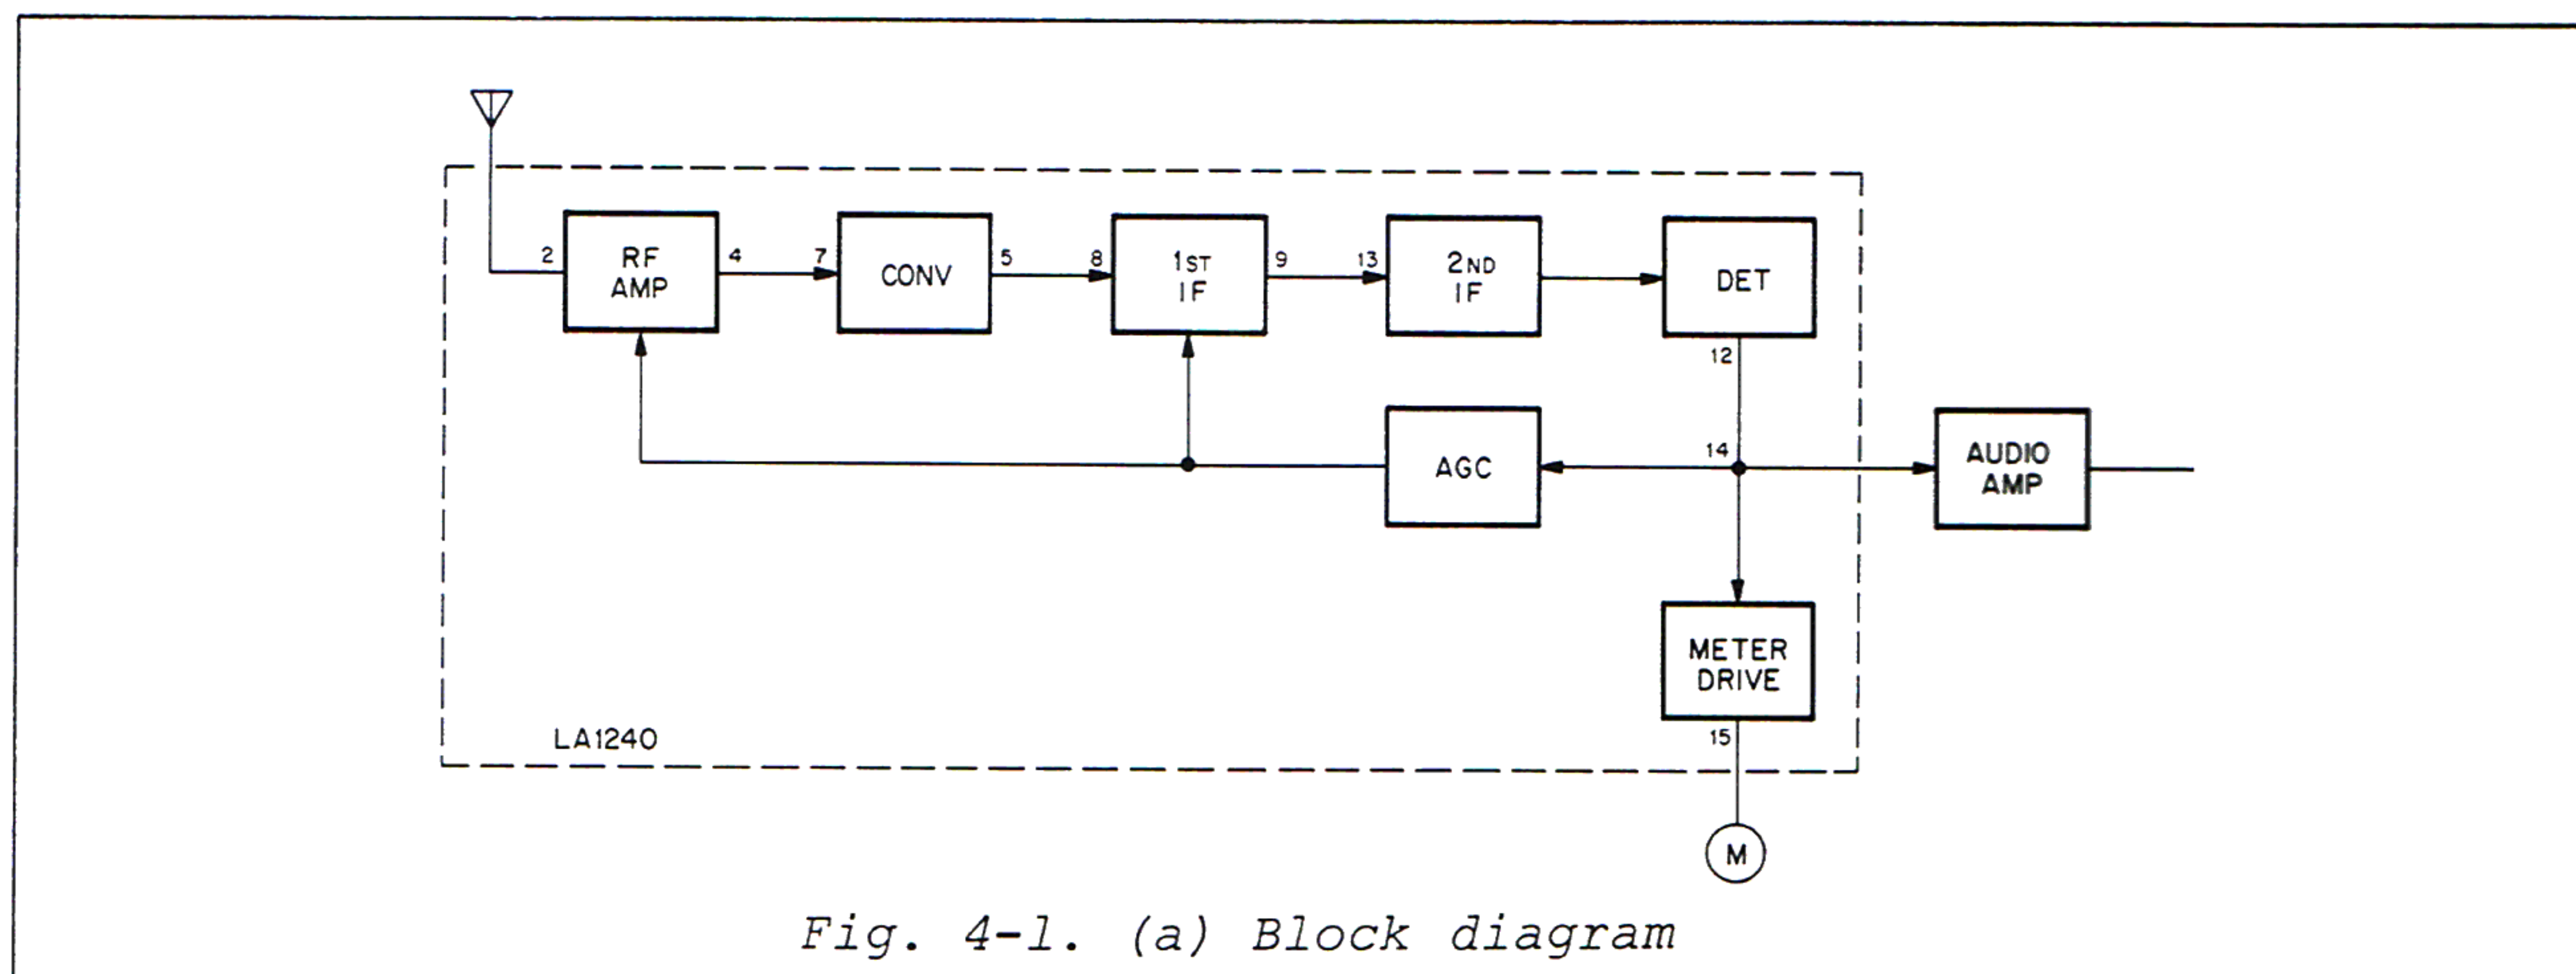 2
RF
AMP
4
7
CONV
5
8
1ST
IF
9
13
2ND
IF
DET
12
14
AGC
AUDIO
AMP
METER
DRIVE
15
LA1240
M
Fig. 4-1. (a) Block diagram